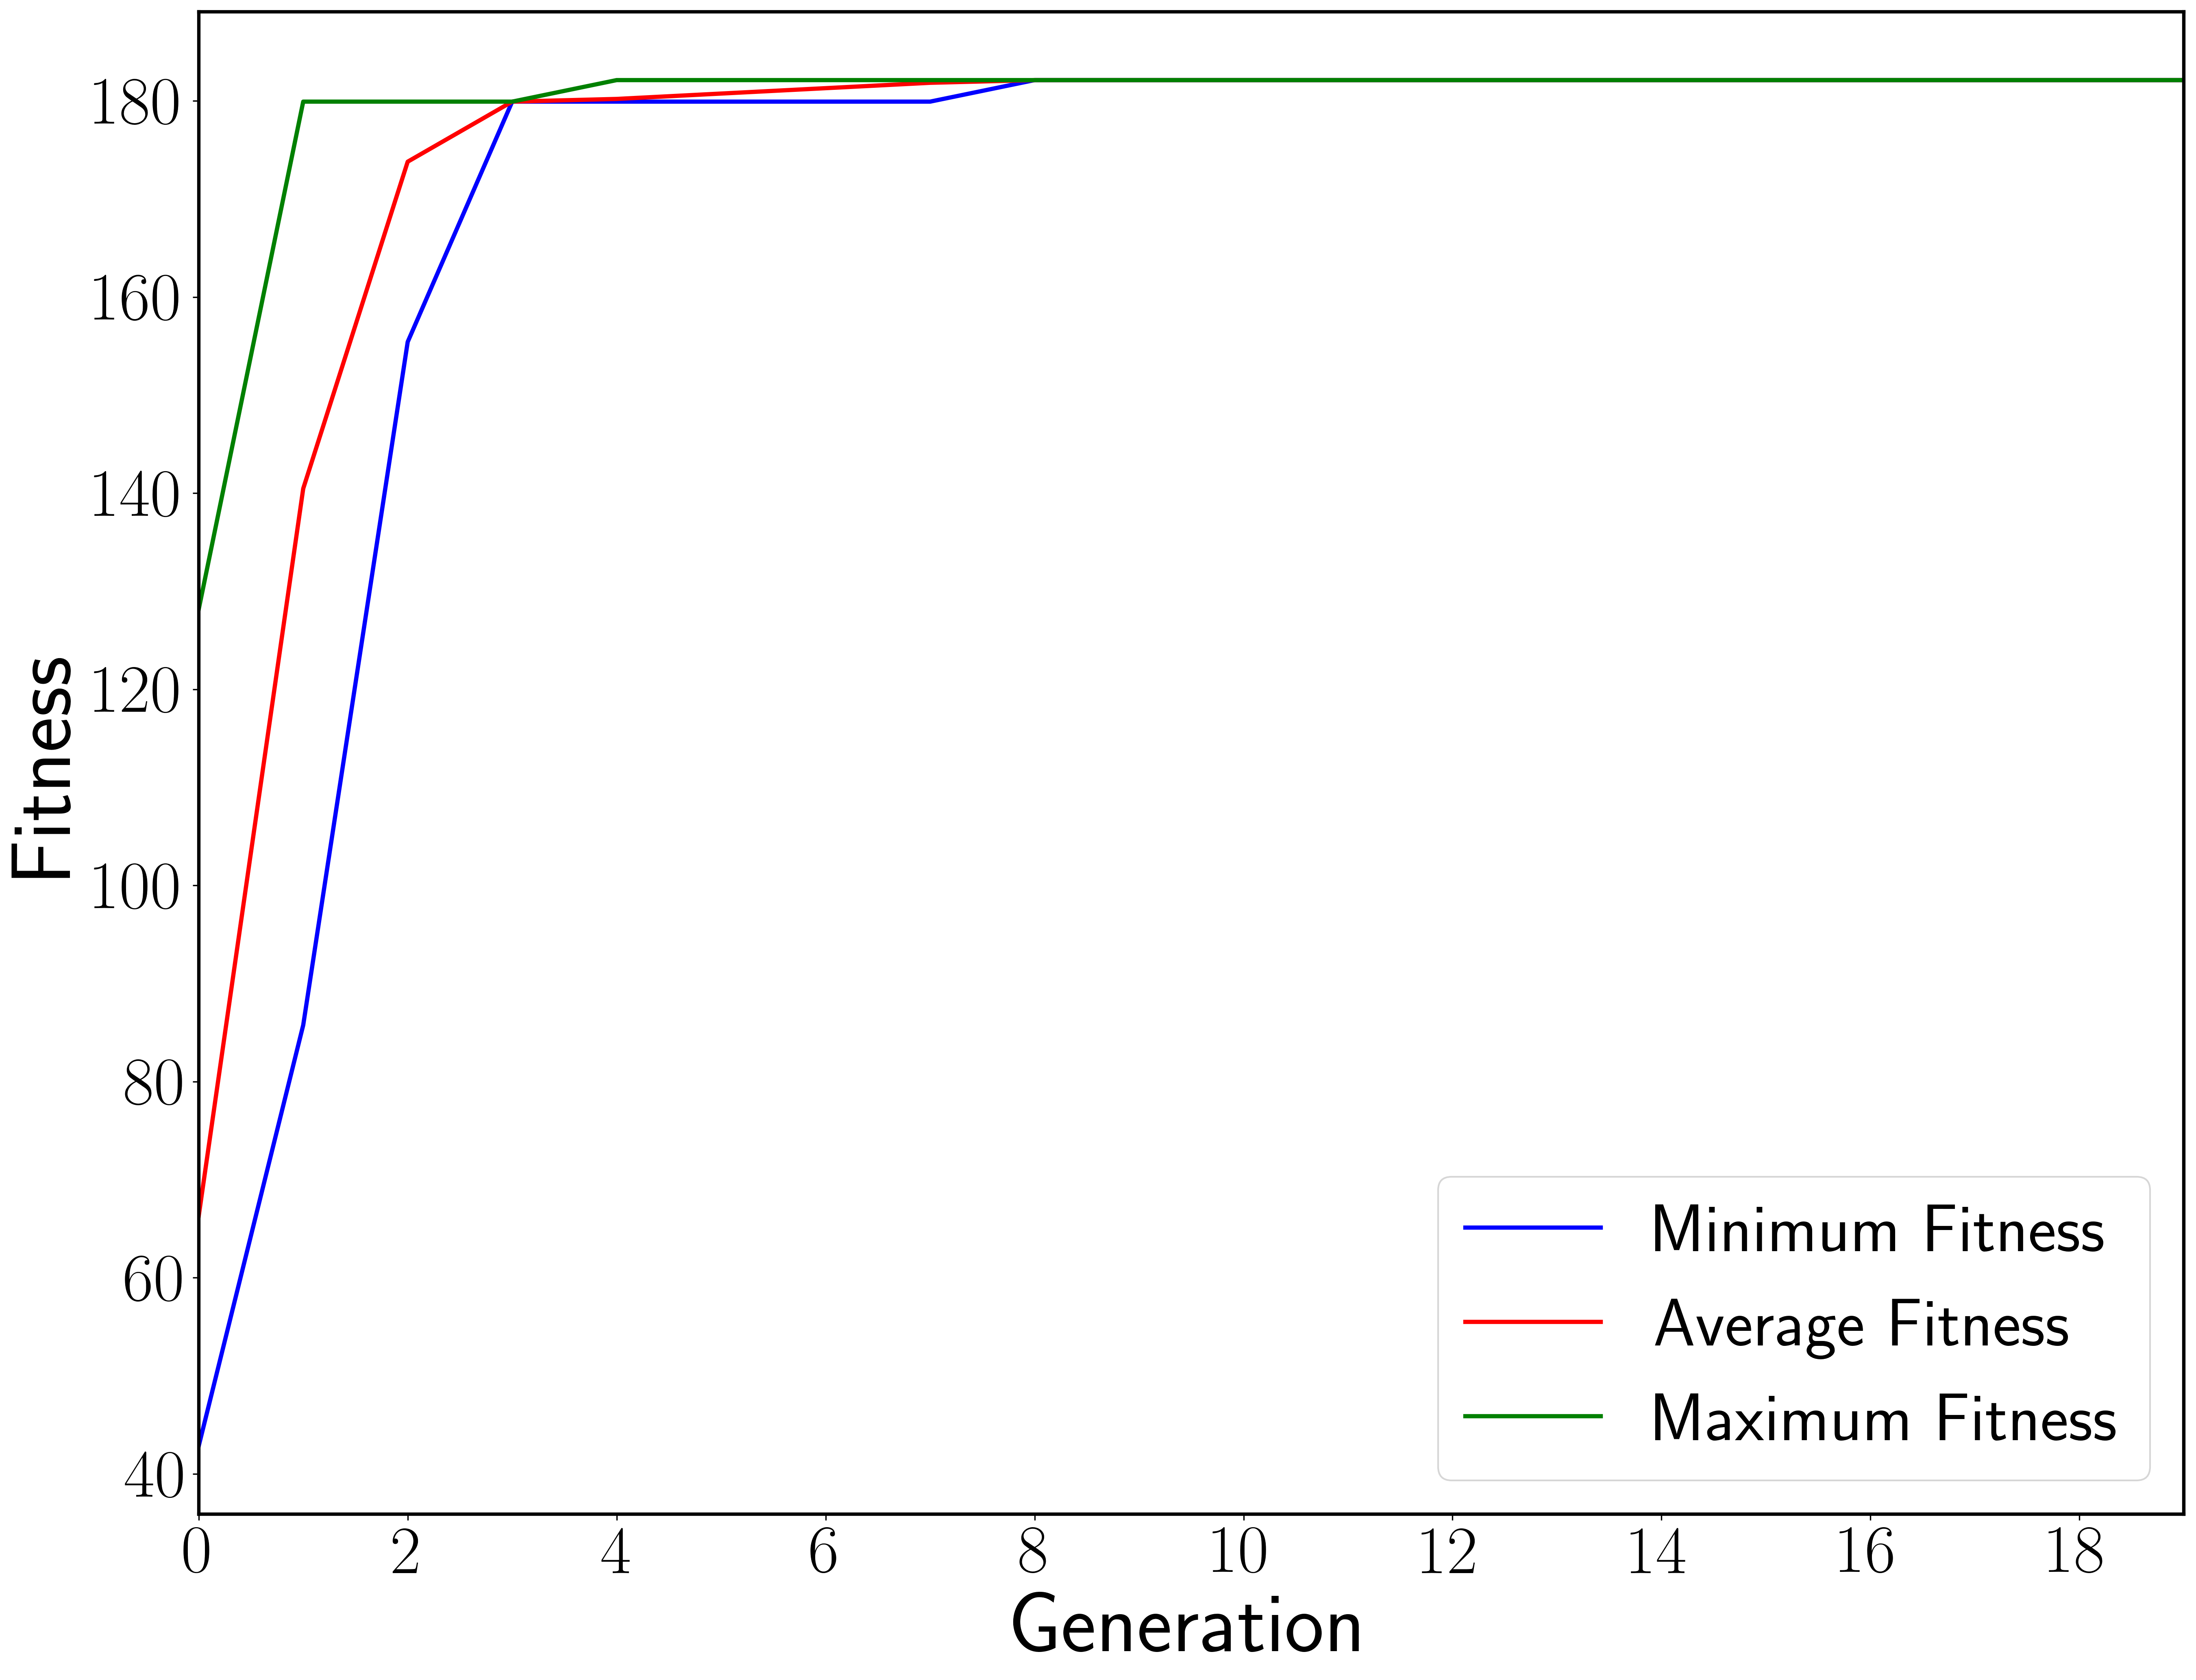 180
160
140
120
100
80
60
40
Fitness
0 2 4 6 8 10 12 14 16 18
Generation
Minimum Fitness
Average Fitness
Maximum Fitness